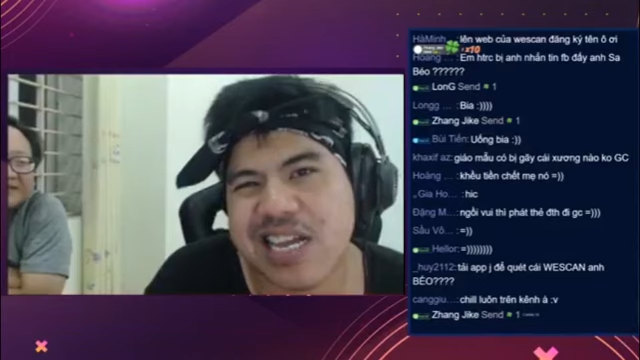 HàMinh... :lên web của wescan đăng ký tên ô ơi
x10
Hoàng ... :Em htrc bị anh nhắn tin fb đấy anh Sa
Béo ??????
LonG Send 1
Longg ... :Bia :))))
Zhang Jike Send 1
Bùi Tiến: :Uống bia :))
khaxif az: :giáo mẫu có bị gãy cái xương nào ko GC
Hoàng ... :khều tiền chết mẹ nó =))
Gia Ho... :hic
Đặng M... :ngồi vui thì phát thẻ đth đi gc =)))
Sầu Vô... :=))
Hellor: :=))))))))
_huy2112: :tải app j để quét cái WESCAN anh
BÉO????
canggiu... :chill luôn trên kênh à :v
Zhang Jike Send 1